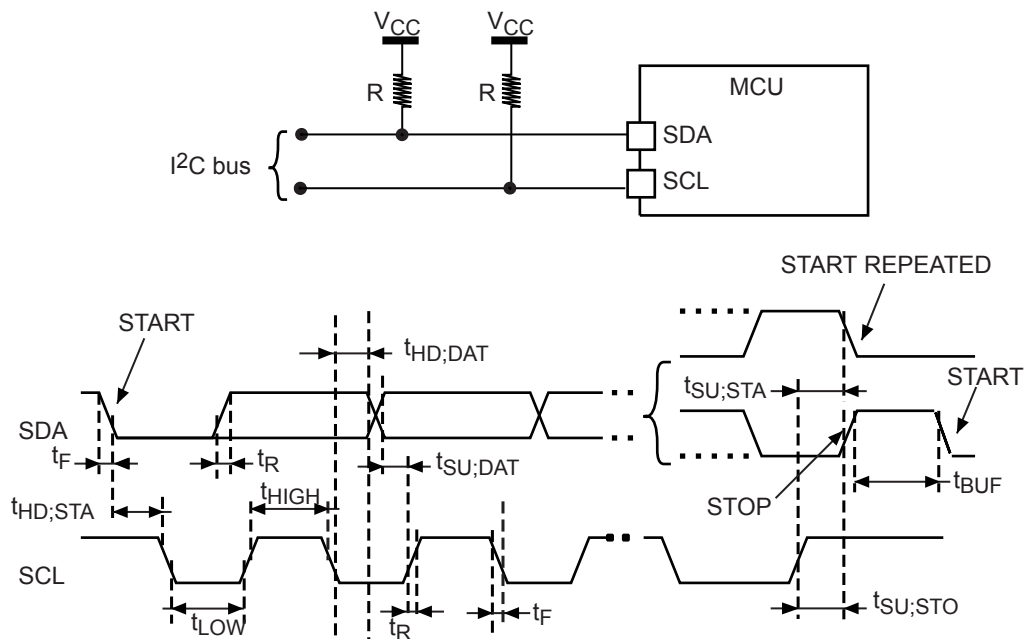 VCC VCC
MCU
R R
SDA
I²C bus
SCL
START REPEATED
START
tHD;DAT
tSU;STA START
SDA
tF tR tSU;DAT
tHD;STA tHIGH STOP tBUF
SCL
tLOW tR tF tSU;STO